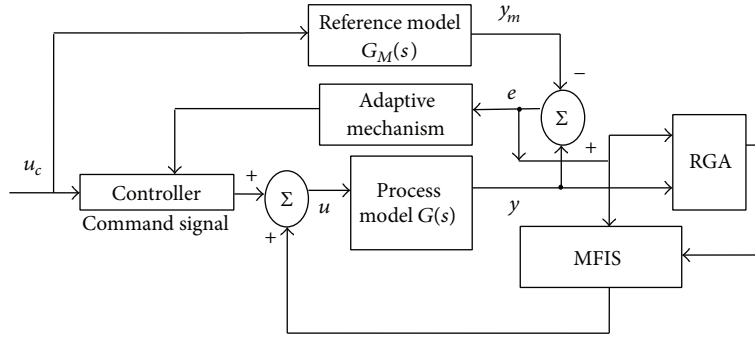 Reference model
G_M(s)
y_m
−
e
Adaptive
mechanism
Σ
+
RGA
u_c
Controller
+
Σ
u
Process
model G(s)
y
Command signal
+
MFIS